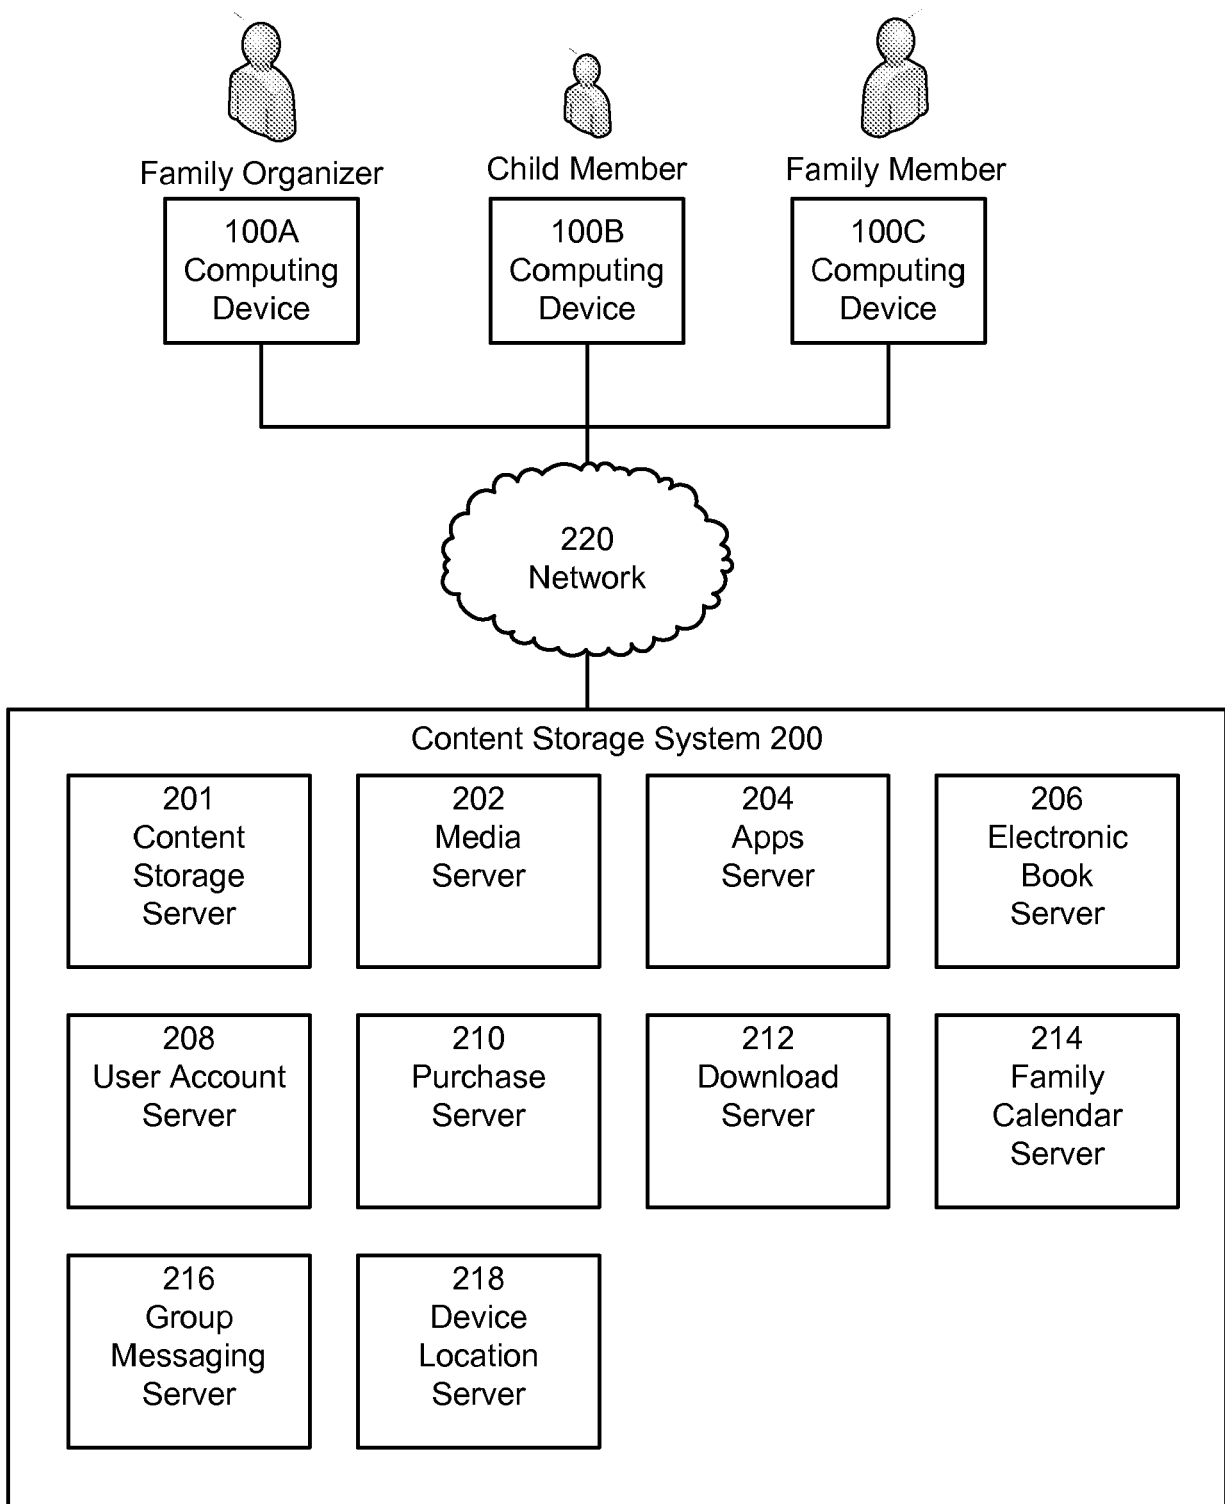 Family Organizer
Child Member
Family Member
100A
Computing
Device
100B
Computing
Device
100C
Computing
Device
220
Network
Content Storage System 200
201
Content
Storage
Server
202
Media
Server
204
Apps
Server
206
Electronic
Book
Server
208
User Account
Server
210
Purchase
Server
212
Download
Server
214
Family
Calendar
Server
216
Group
Messaging
Server
218
Device
Location
Server